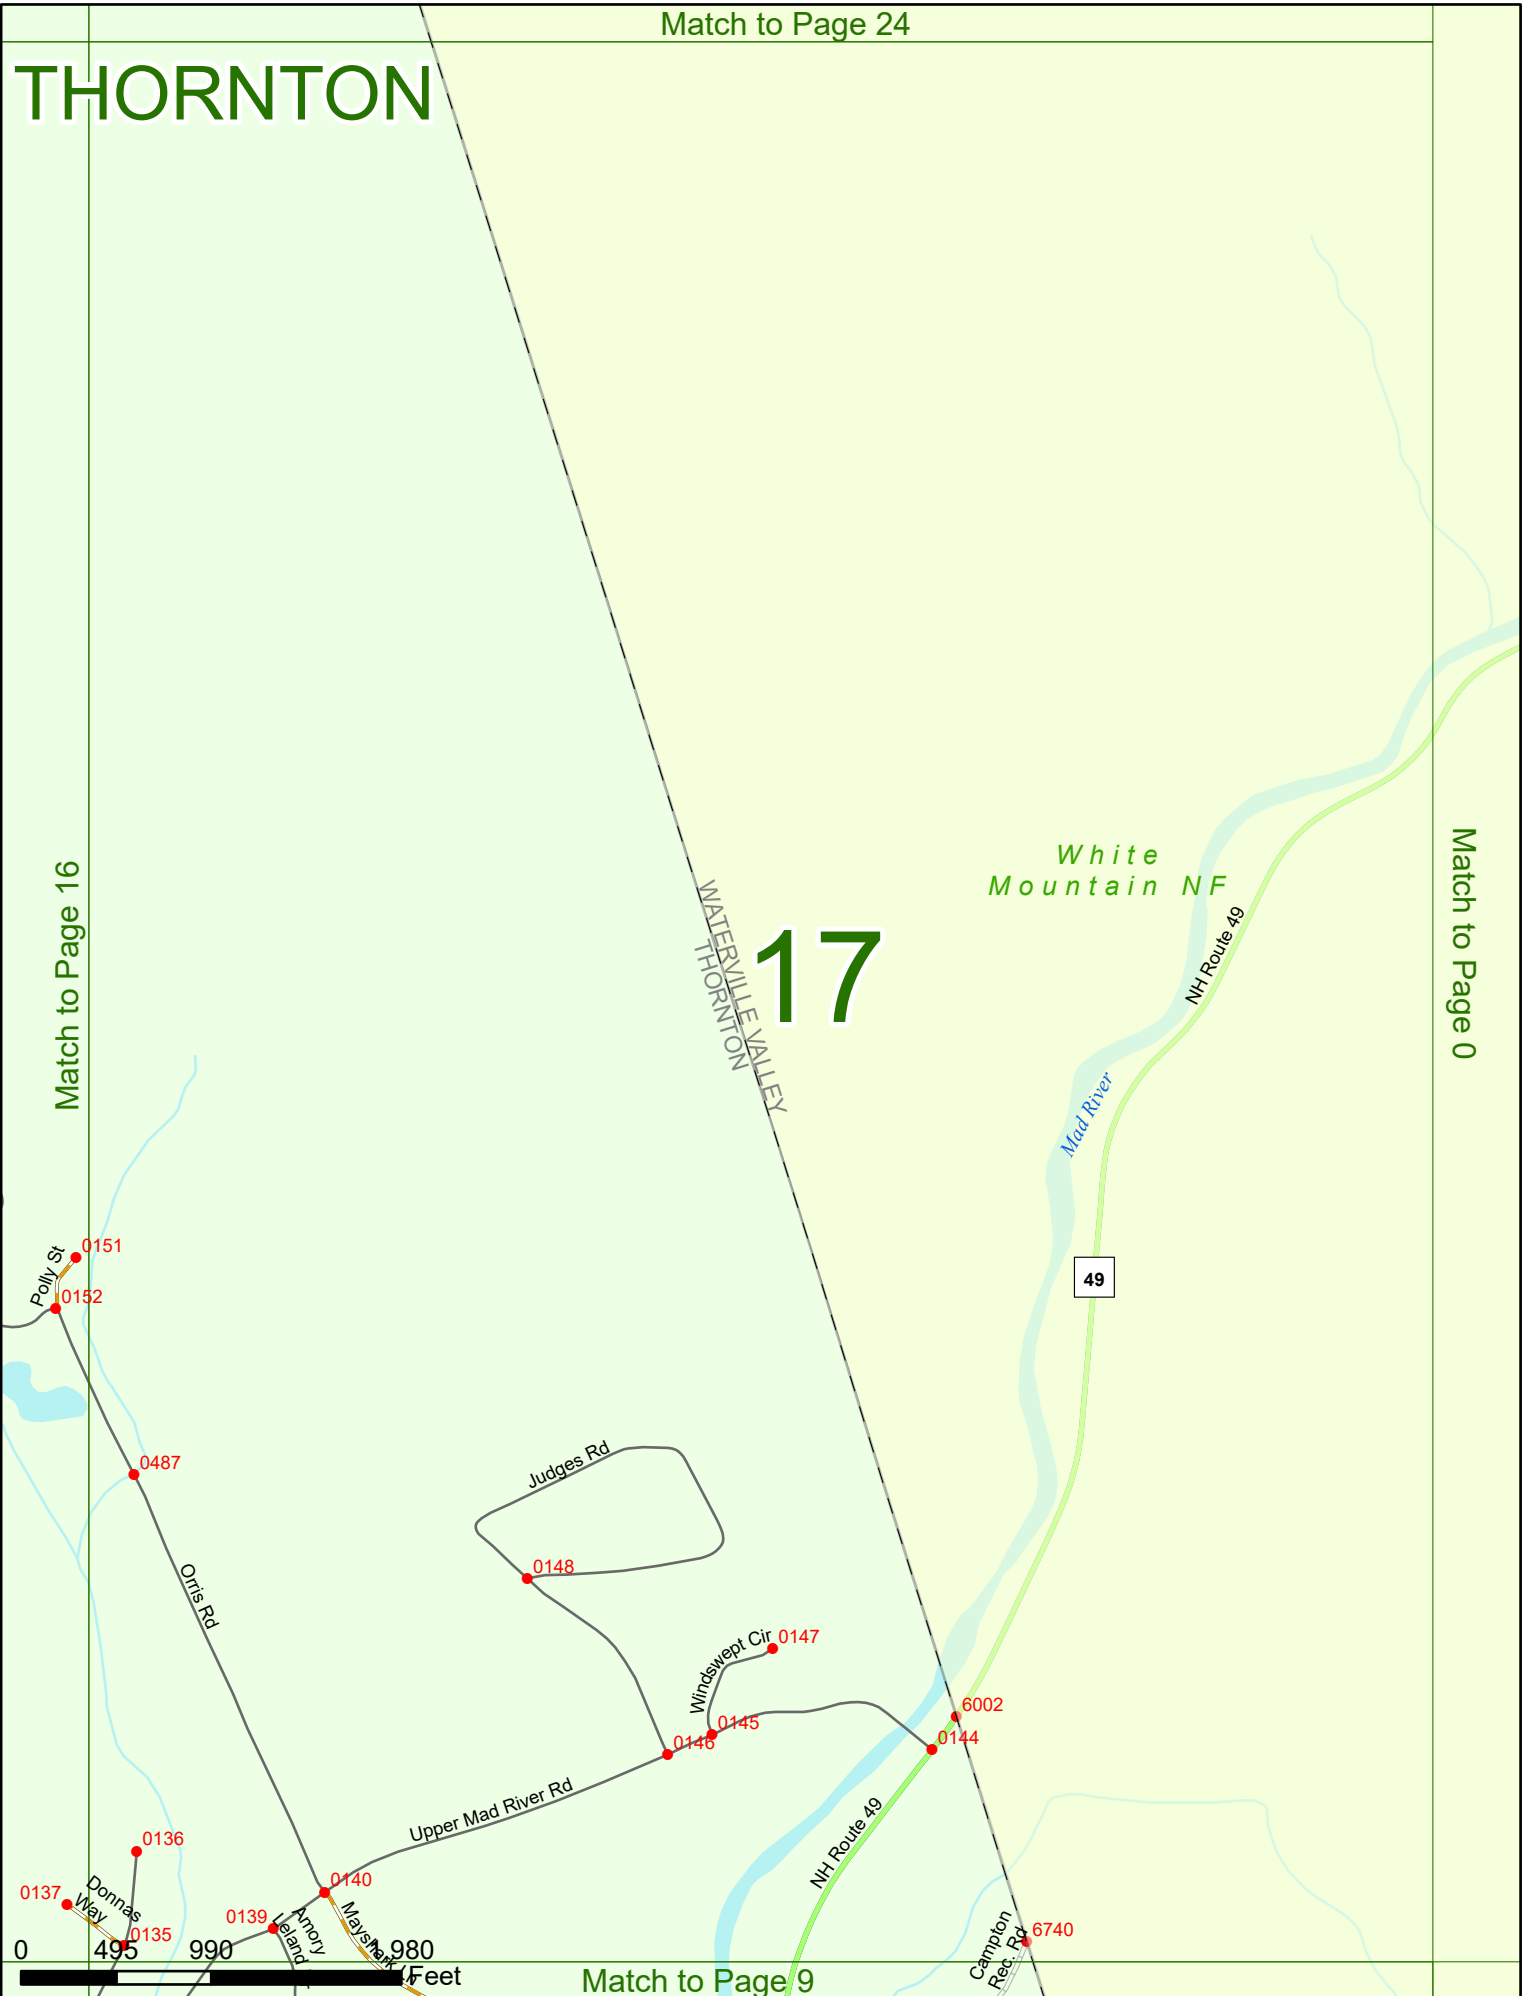 Match to Page 24
THORNTON
White
Mountain NF
Match to Page 16
Match to Page 0
WATERVILLE VALLEY
THORNTON
17
NH Route 49
Mad River
49
Polly St
0151
0152
0487
Judges Rd
0148
Orris Rd
Windswept Cir
0147
0145
0146
6002
0144
Upper Mad River Rd
NH Route 49
0136
0137
Donnas
Way
0135
0140
0139
Amory
Leland
6740
Campton
Rec. Rd
0 495 990
Feet
Match to Page 9